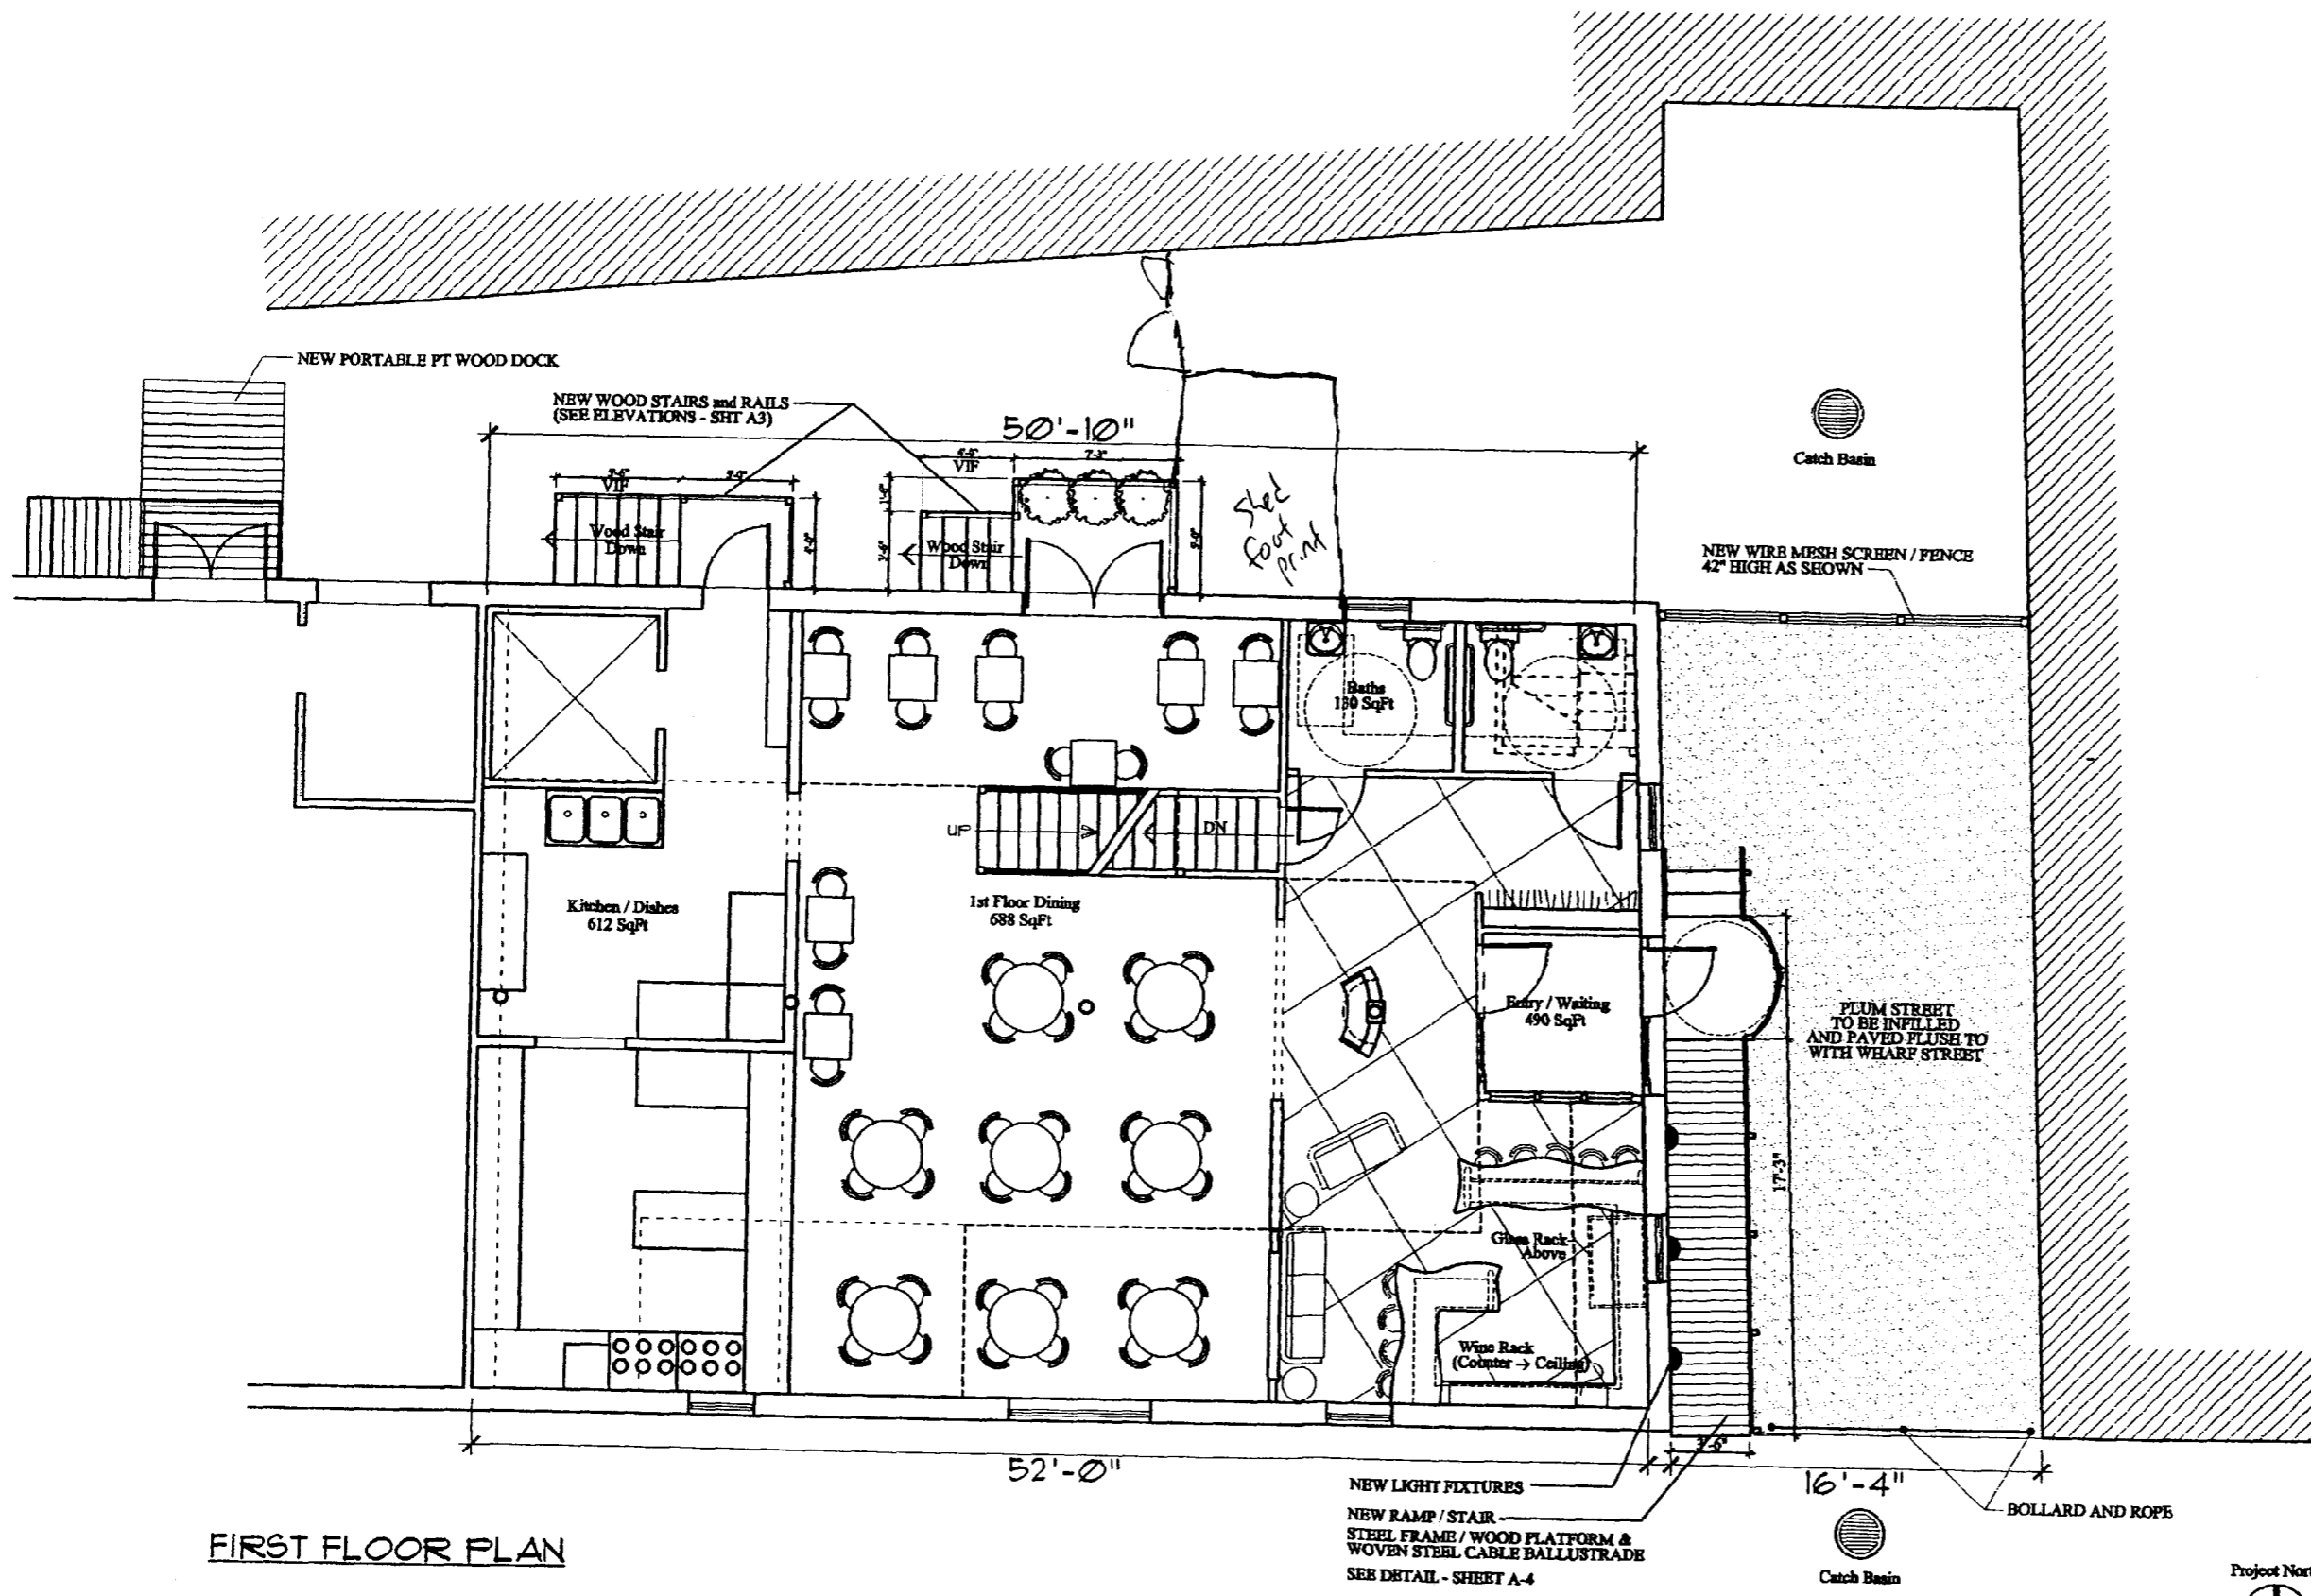 NEW PORTABLE PT WOOD DOCK
NEW WOOD STAIRS and RAILS
(SEE ELEVATIONS - SHT A3)
50'-10"
VIF
7'-3"
VIF
Wood Stair
Down
Wood Stair
Down
Shed
foot
print
Catch Basin
NEW WIRE MESH SCREEN / FENCE
42" HIGH AS SHOWN
Baths
130 SqFt
UP
DN
Kitchen / Dishes
612 SqFt
1st Floor Dining
688 SqFt
Entry / Waiting
490 SqFt
PLUM STREET
TO BE INFILLED
AND PAVED FLUSH TO
WITH WHARF STREET
17'-3"
Glass Rack
Above
Wine Rack
(Counter → Ceiling)
3'-6"
52'-0"
16'-4"
NEW LIGHT FIXTURES
NEW RAMP / STAIR
STEEL FRAME / WOOD PLATFORM &
WOVEN STEEL CABLE BALLUSTRADE
SEE DETAIL - SHEET A-4
BOLLARD AND ROPE
Catch Basin
FIRST FLOOR PLAN
Project Nort